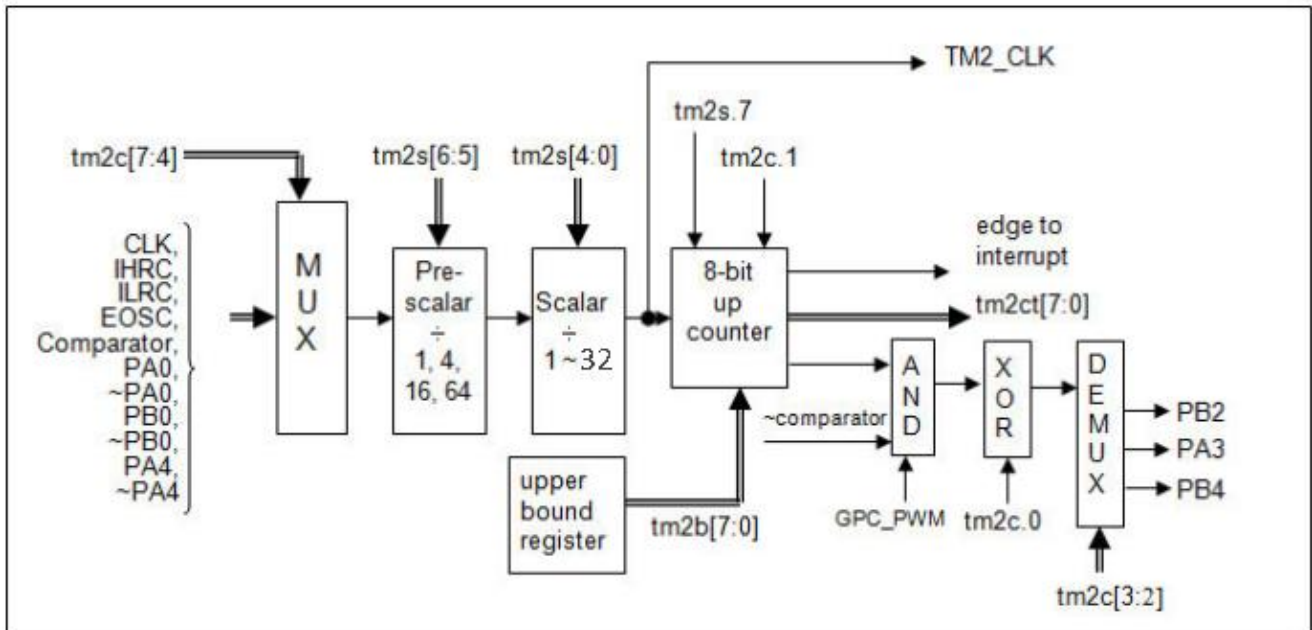 TM2_CLK
tm2s.7
tm2c[7:4]
tm2s[6:5]
tm2s[4:0]
tm2c.1
CLK,
IHRC,
ILRC,
EOSC,
Comparator,
PA0,
~PA0,
PB0,
~PB0,
PA4,
~PA4
M
U
X
Pre-
scalar
÷
1, 4,
16, 64
Scalar
÷
1 ~ 32
8-bit
up
counter
edge to
interrupt
tm2ct[7:0]
upper
bound
register
tm2b[7:0]
~comparator
A
N
D
GPC_PWM
X
O
R
tm2c.0
D
E
M
U
X
PB2
PA3
PB4
tm2c[3:2]